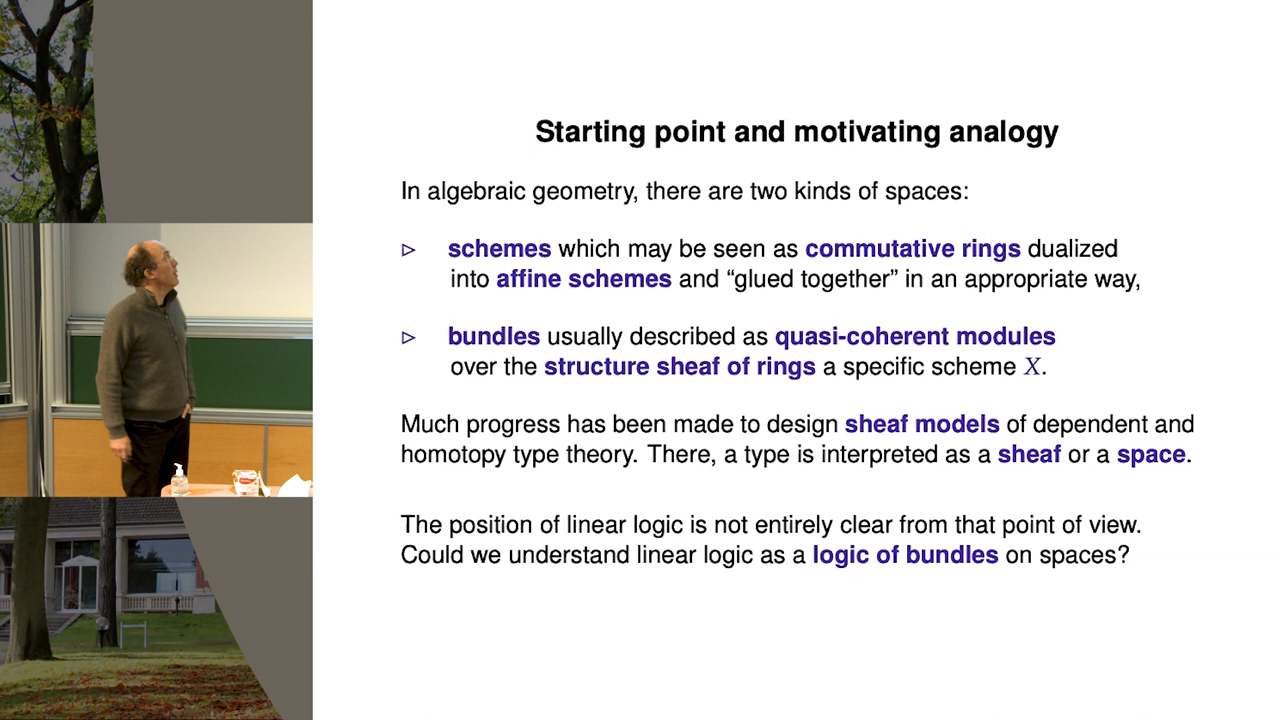 Starting point and motivating analogy
In algebraic geometry, there are two kinds of spaces:
▷ schemes which may be seen as commutative rings dualized
into affine schemes and “glued together” in an appropriate way,
▷ bundles usually described as quasi-coherent modules
over the structure sheaf of rings a specific scheme X.
Much progress has been made to design sheaf models of dependent and
homotopy type theory. There, a type is interpreted as a sheaf or a space.
The position of linear logic is not entirely clear from that point of view.
Could we understand linear logic as a logic of bundles on spaces?